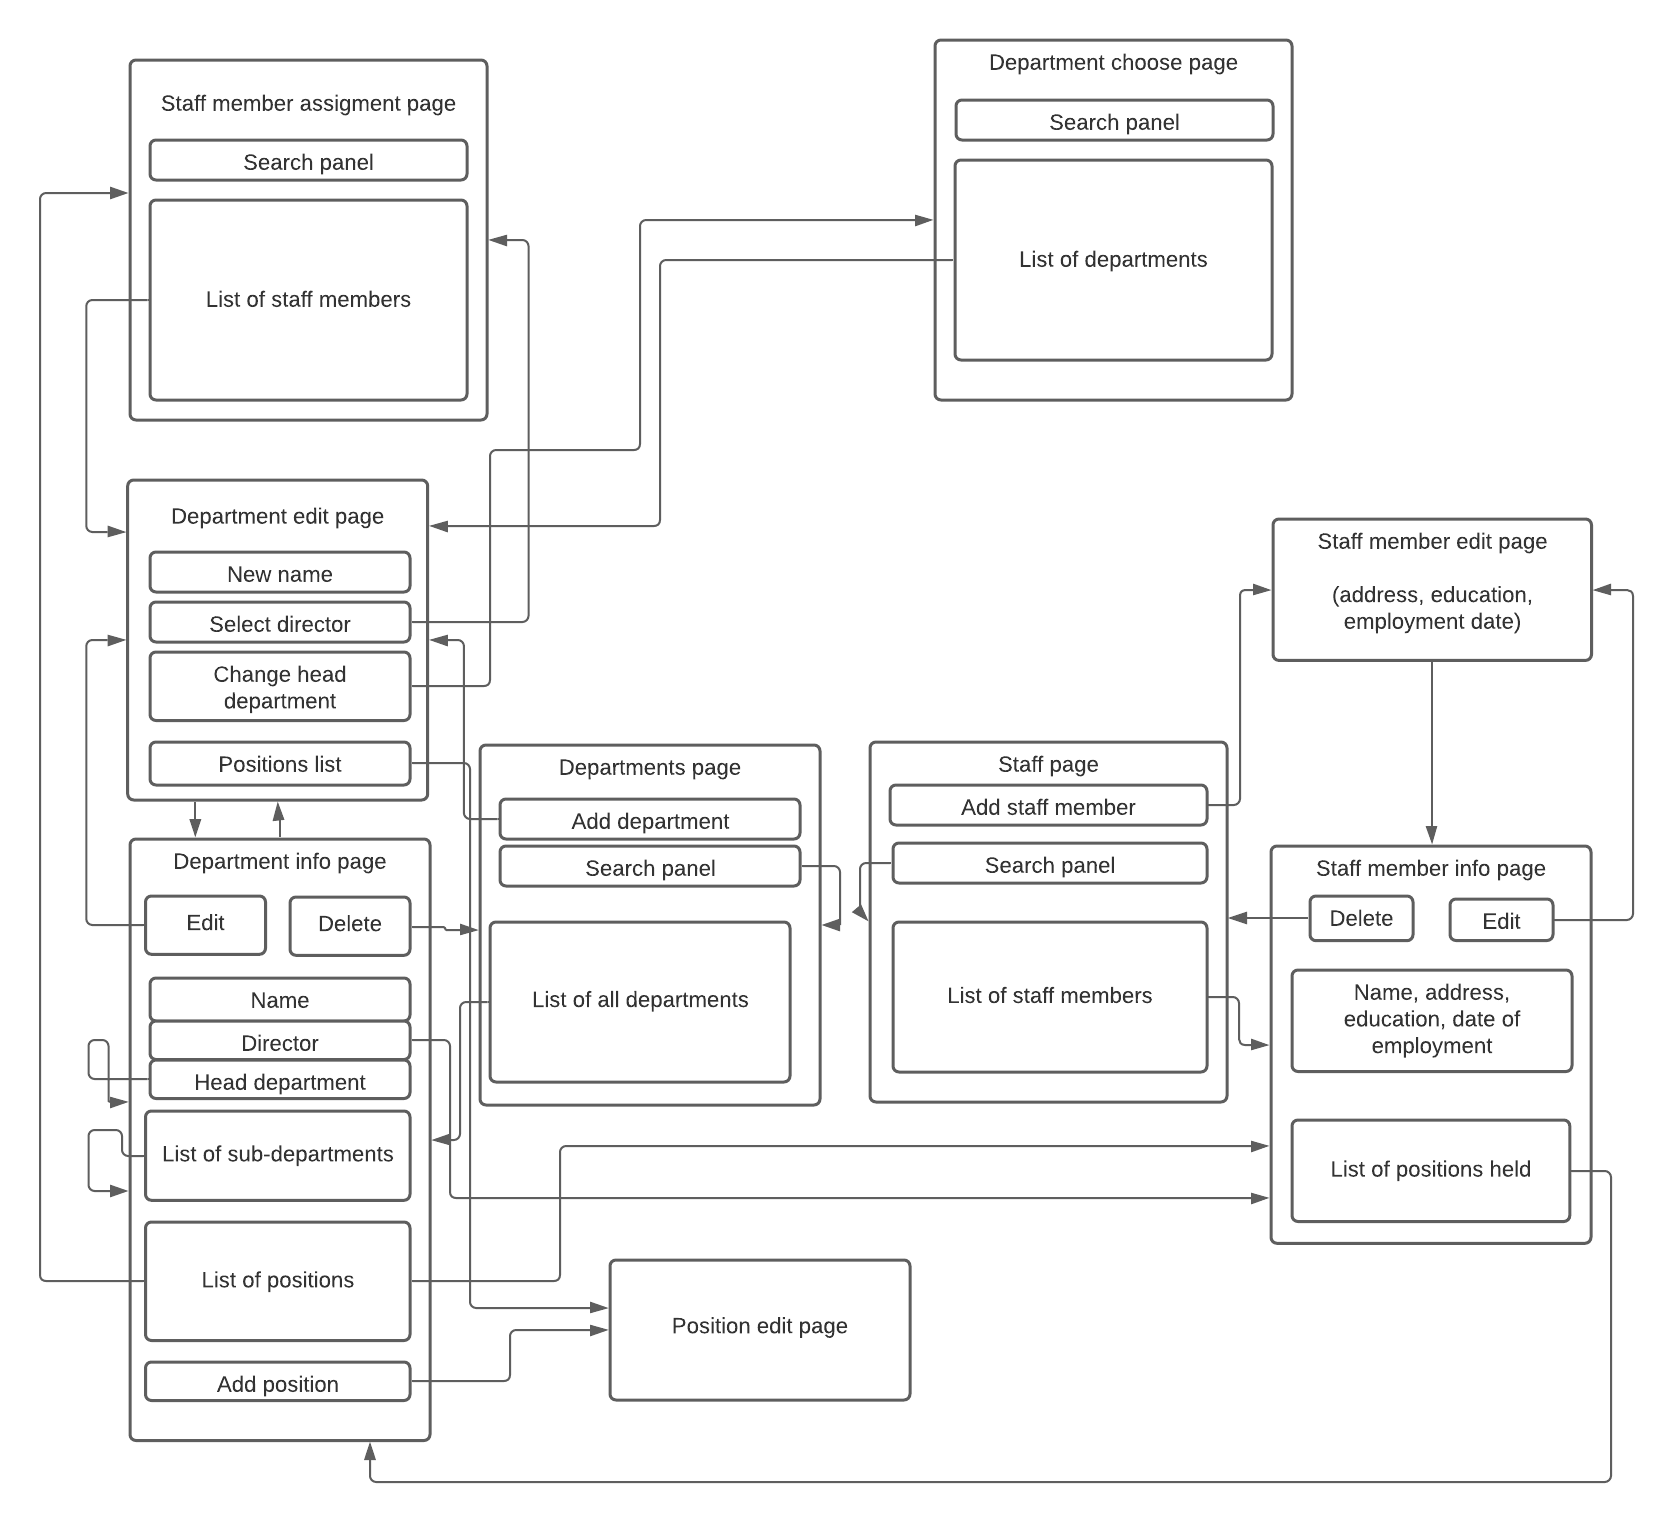 Staff member assigment page
Search panel
List of staff members
Department choose page
Search panel
List of departments
Department edit page
New name
Select director
Change head
department
Positions list
Staff member edit page
(address, education,
employment date)
Departments page
Add department
Search panel
List of all departments
Staff page
Add staff member
Search panel
List of staff members
Department info page
Edit
Delete
Name
Director
Head department
List of sub-departments
List of positions
Add position
Staff member info page
Delete
Edit
Name, address,
education, date of
employment
List of positions held
Position edit page